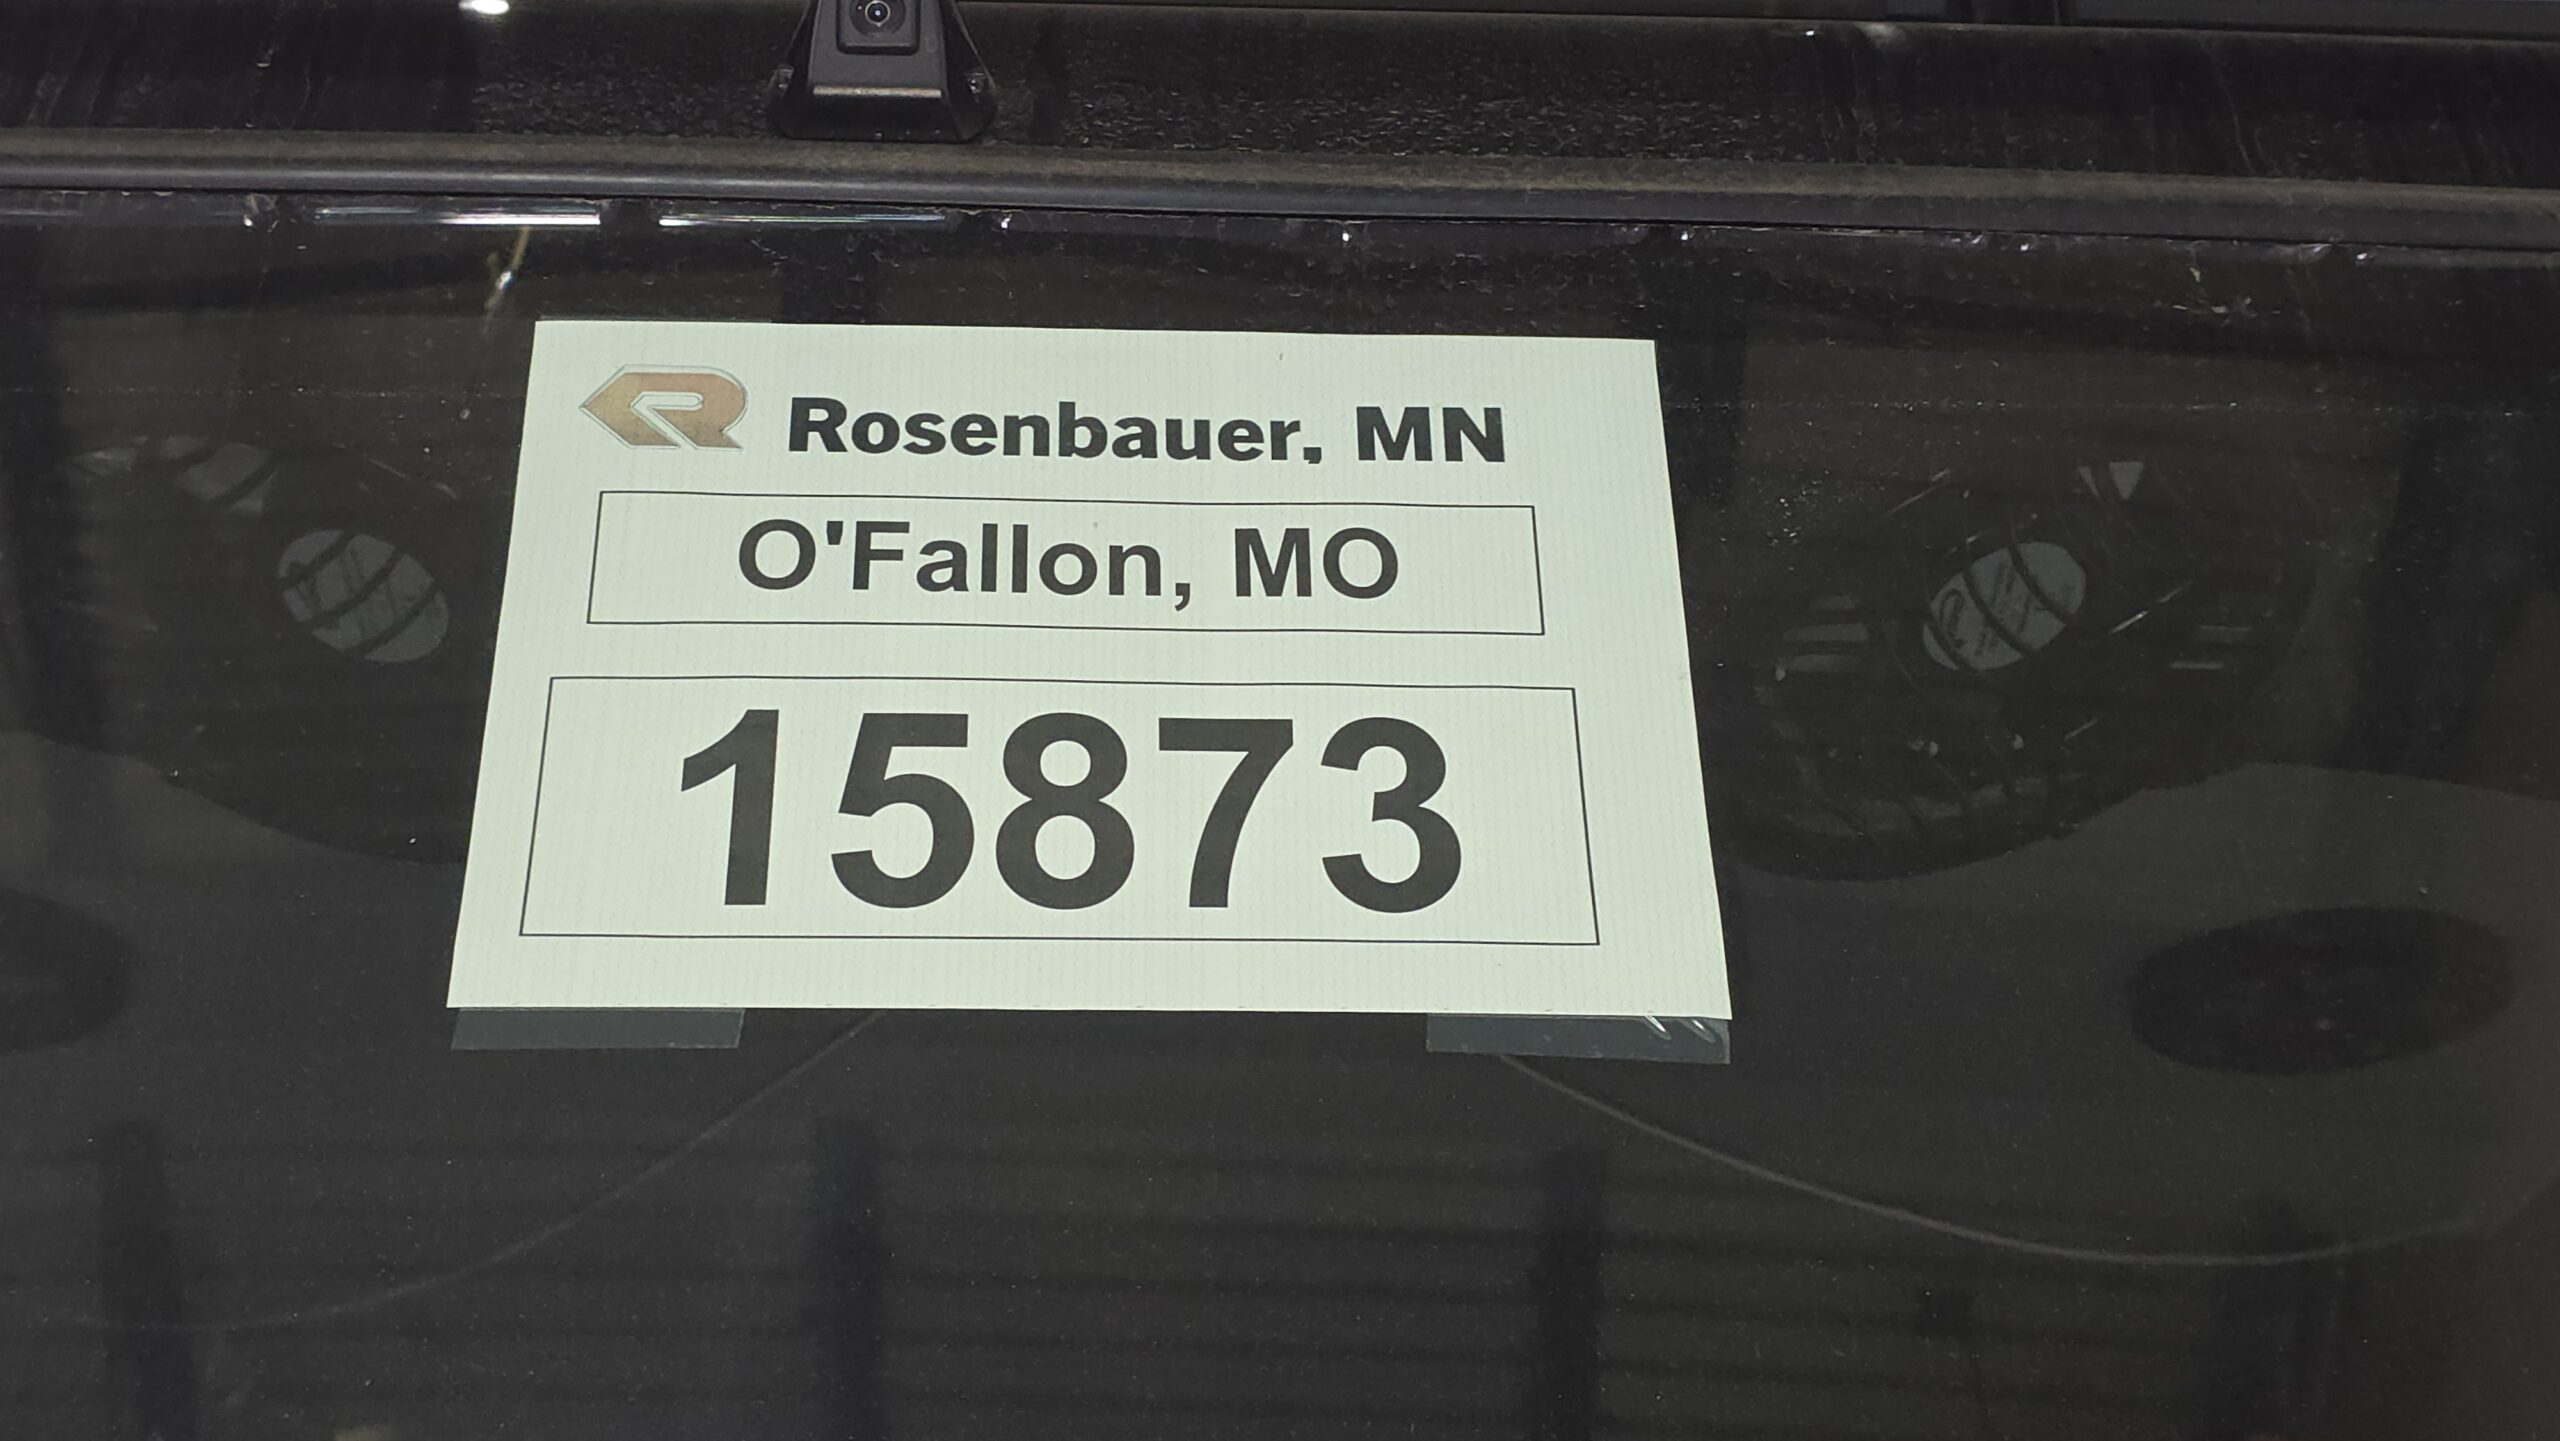 Rosenbauer, MN
O'Fallon, MO
15873